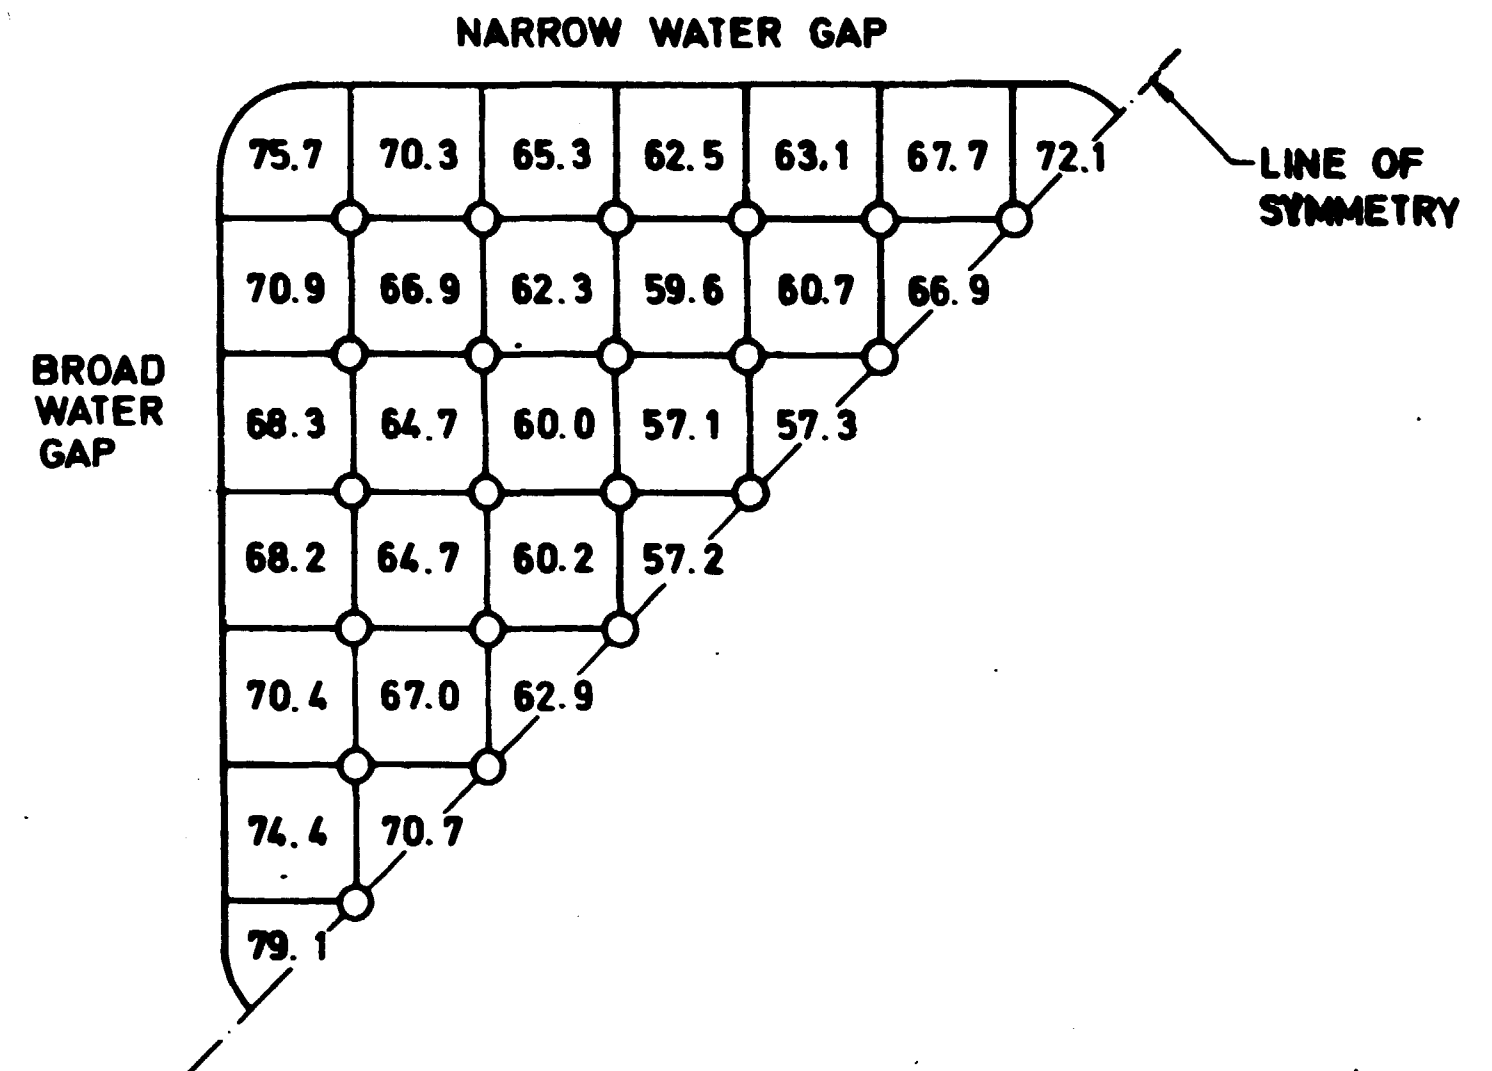 NARROW WATER GAP
75.7 70.3 65.3 62.5 63.1 67.7 72.1
LINE OF
SYMMETRY
70.9 66.9 62.3 59.6 60.7 66.9
BROAD
WATER
GAP
68.3 64.7 60.0 57.1 57.3
68.2 64.7 60.2 57.2
70.4 67.0 62.9
74.4 70.7
79.1